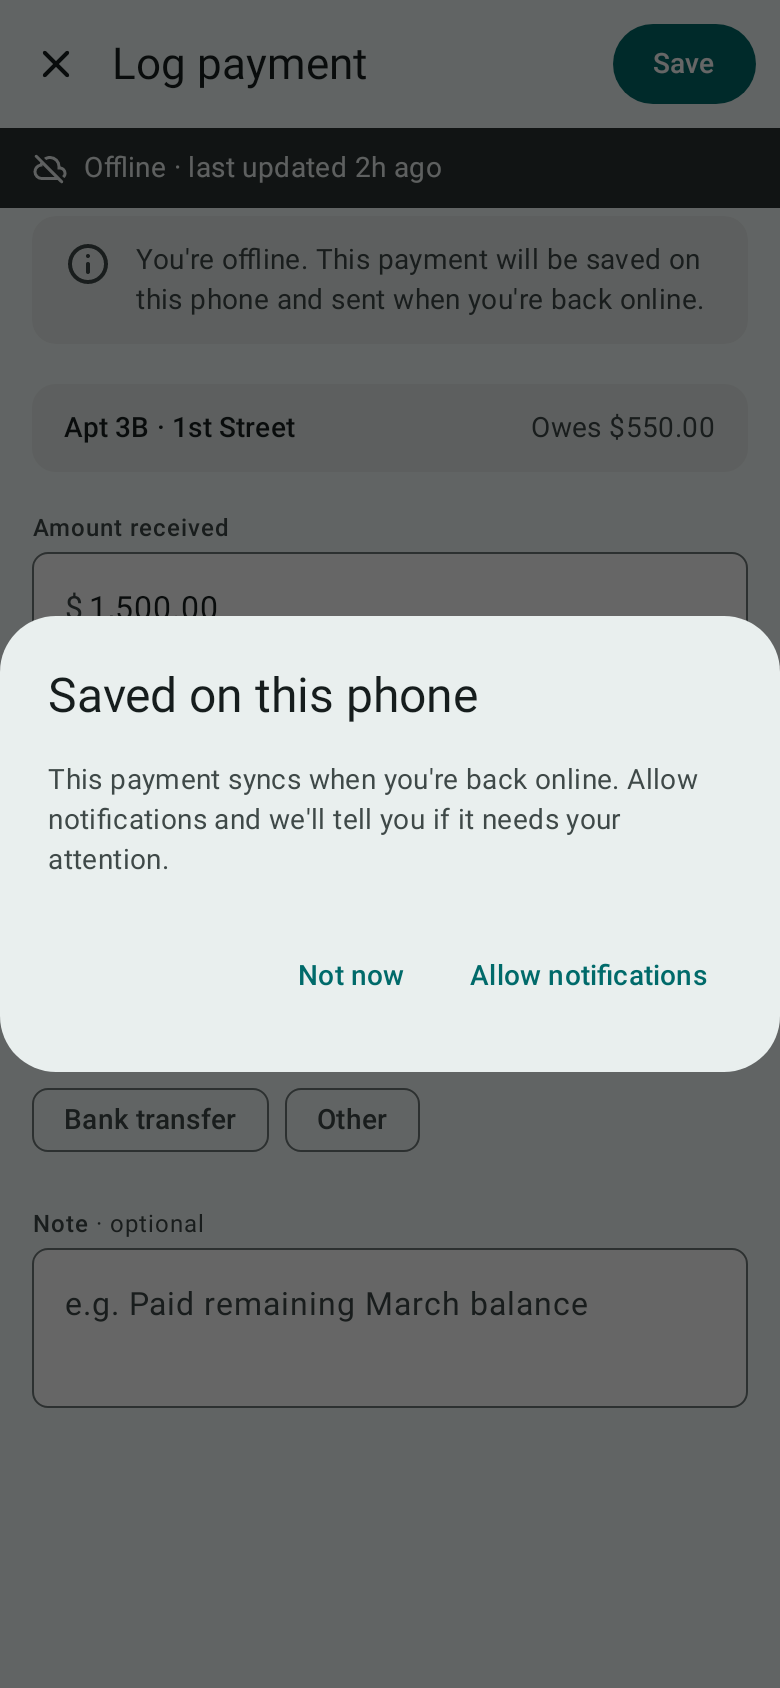 Log payment
Save
Offline · last updated 2h ago
You're offline. This payment will be saved on
this phone and sent when you're back online.
Apt 3B · 1st Street
Owes $550.00
Amount received
$ 1,500.00
Saved on this phone
This payment syncs when you're back online. Allow
notifications and we'll tell you if it needs your
attention.
Not now
Allow notifications
Bank transfer
Other
Note · optional
e.g. Paid remaining March balance